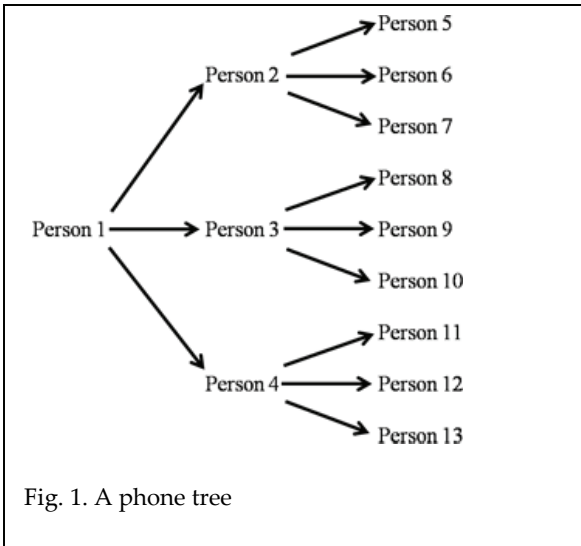 Person 5
Person 2
Person 6
Person 7
Person 8
Person 1
Person 3
Person 9
Person 10
Person 11
Person 4
Person 12
Person 13
Fig. 1. A phone tree